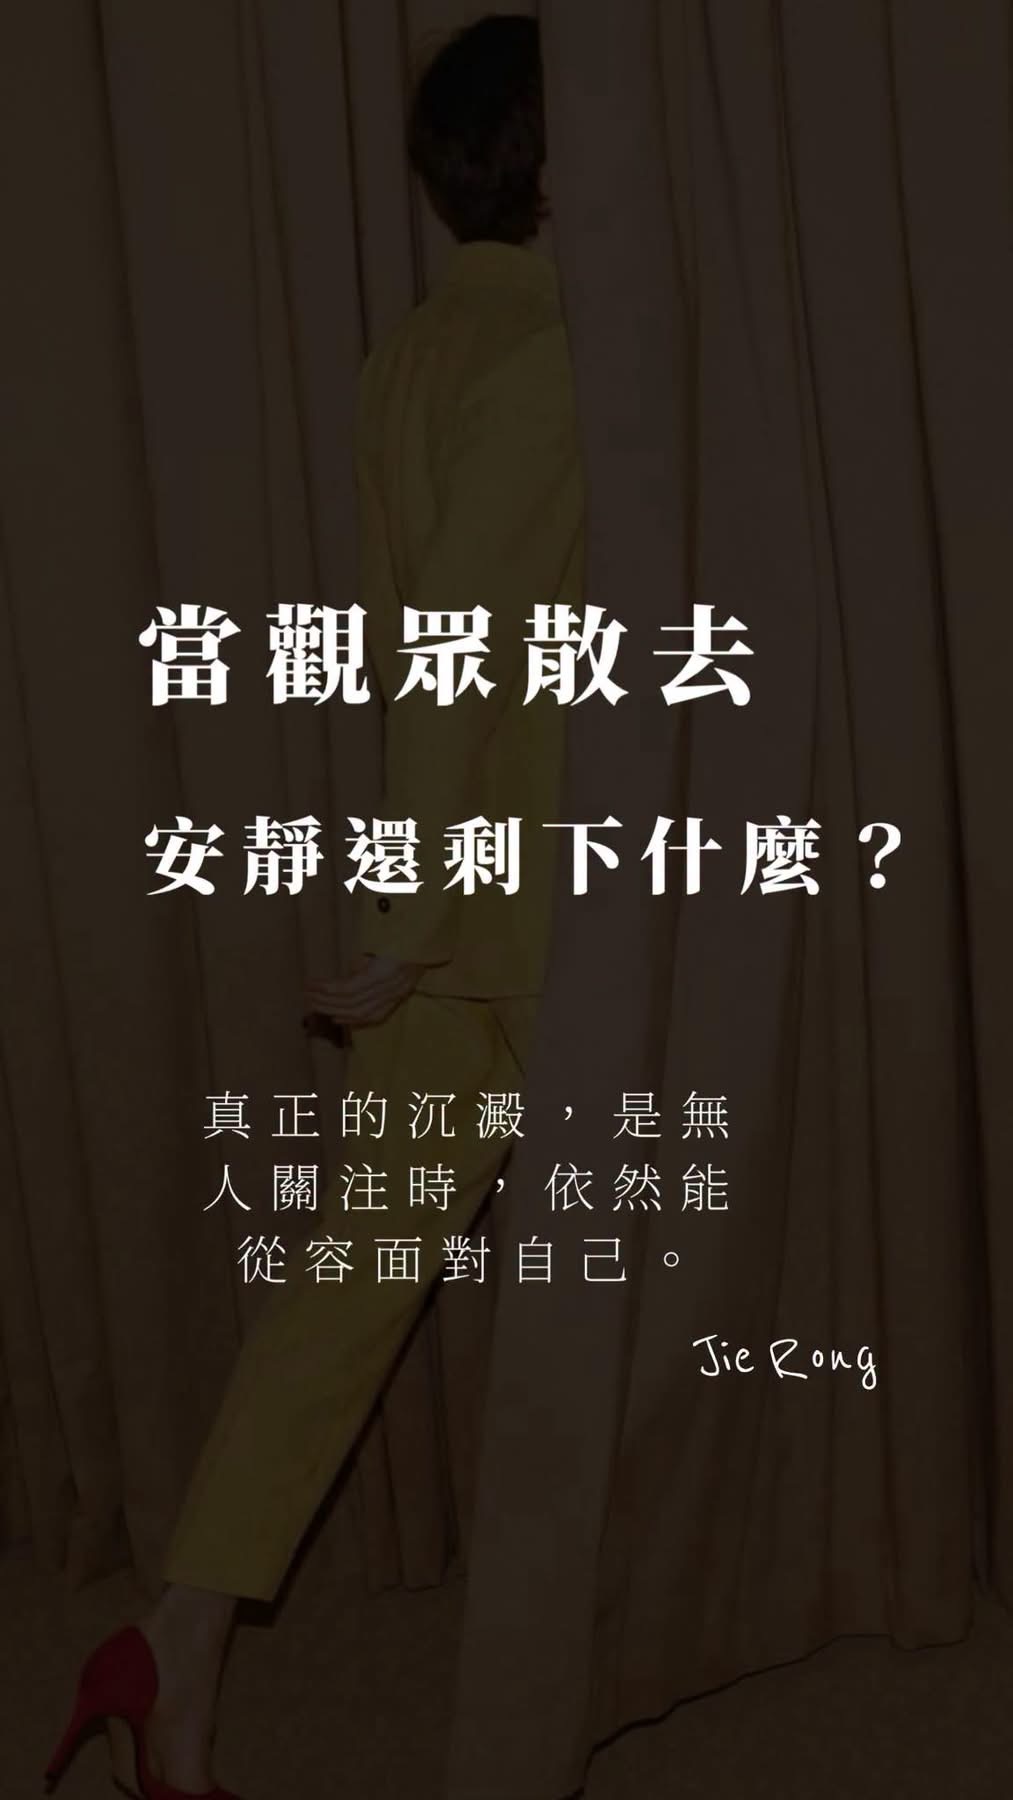 當觀眾散去
安靜還剩下什麼？
真正的沉澱，是無
人關注時，依然能
從容面對自己。
Jie Rong